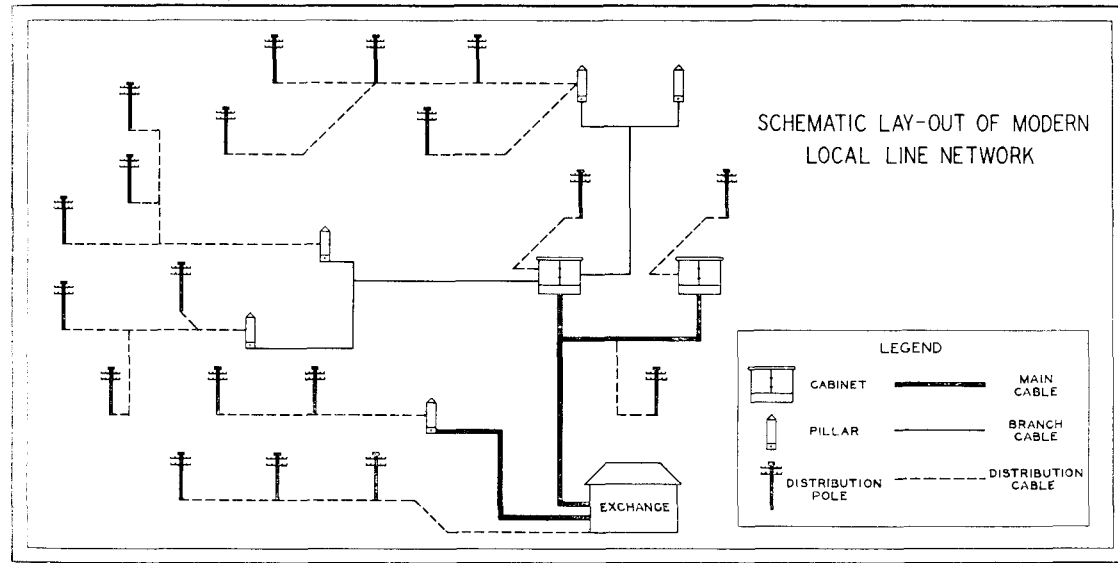 SCHEMATIC LAY-OUT OF MODERN
LOCAL LINE NETWORK
LEGEND
CABINET
MAIN
CABLE
PILLAR
BRANCH
CABLE
DISTRIBUTION
POLE
DISTRIBUTION
CABLE
EXCHANGE